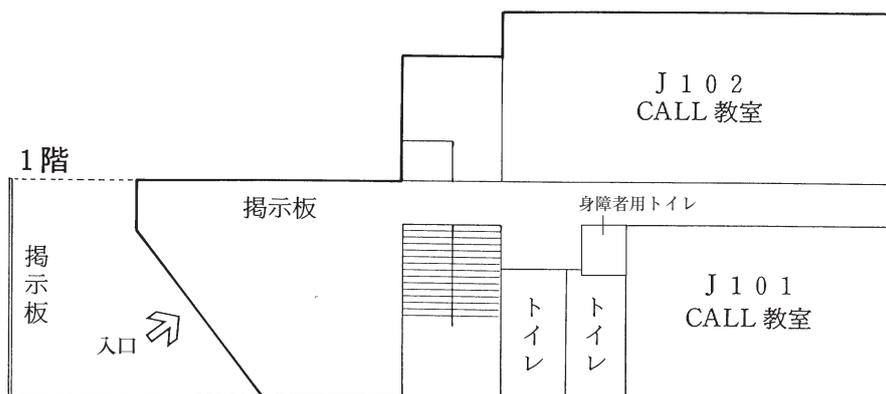 J102
CALL 教室
1階
掲示板
身障者用トイレ
掲示板
入口
トイレ
トイレ
J101
CALL 教室